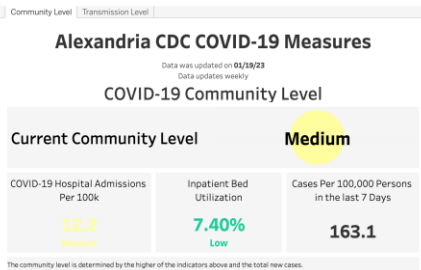 Community Level Transmission Level
Alexandria CDC COVID-19 Measures
Data was updated on 01/19/23
Data updates weekly
COVID-19 Community Level
Current Community Level Medium
COVID-19 Hospital Admissions Per 100k
12.2
Medium
Inpatient Bed Utilization
7.40%
Low
Cases Per 100,000 Persons in the last 7 Days
163.1
The community level is determined by the higher of the indicators above and the total new cases.